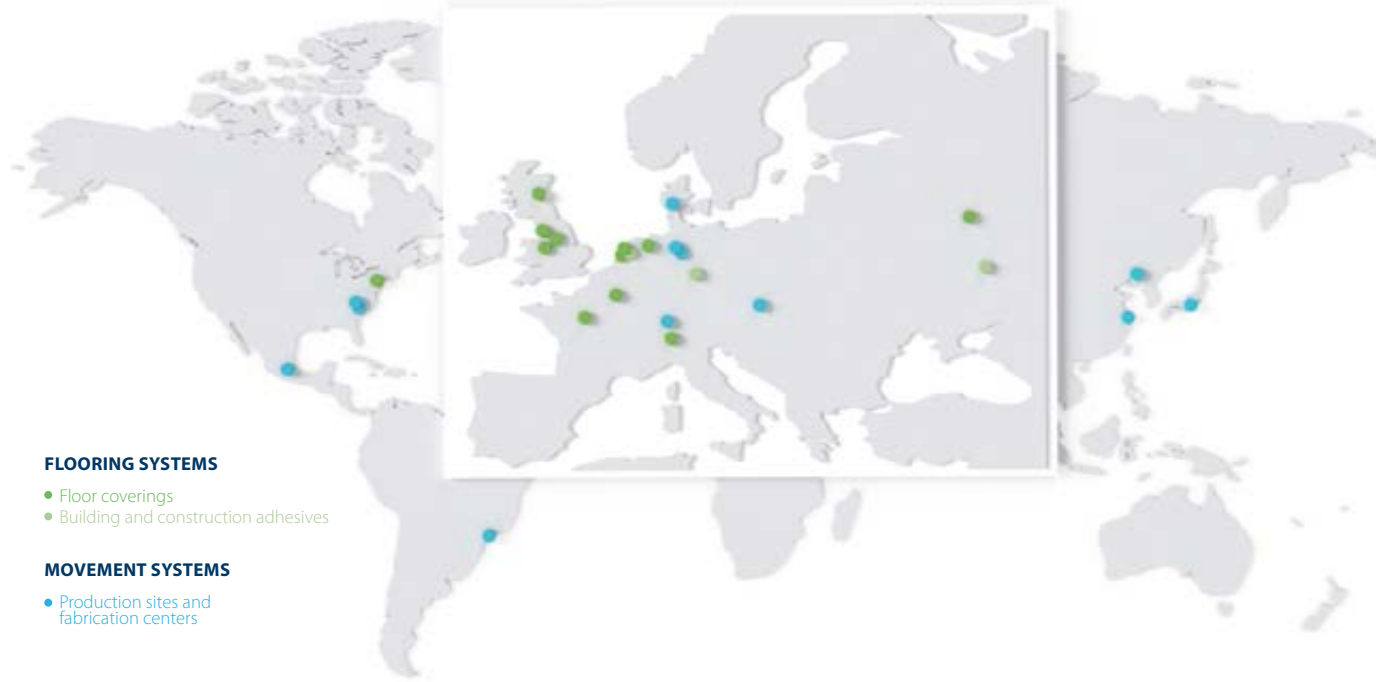 FLOORING SYSTEMS
Floor coverings
Building and construction adhesives
MOVEMENT SYSTEMS
Production sites and
fabrication centers